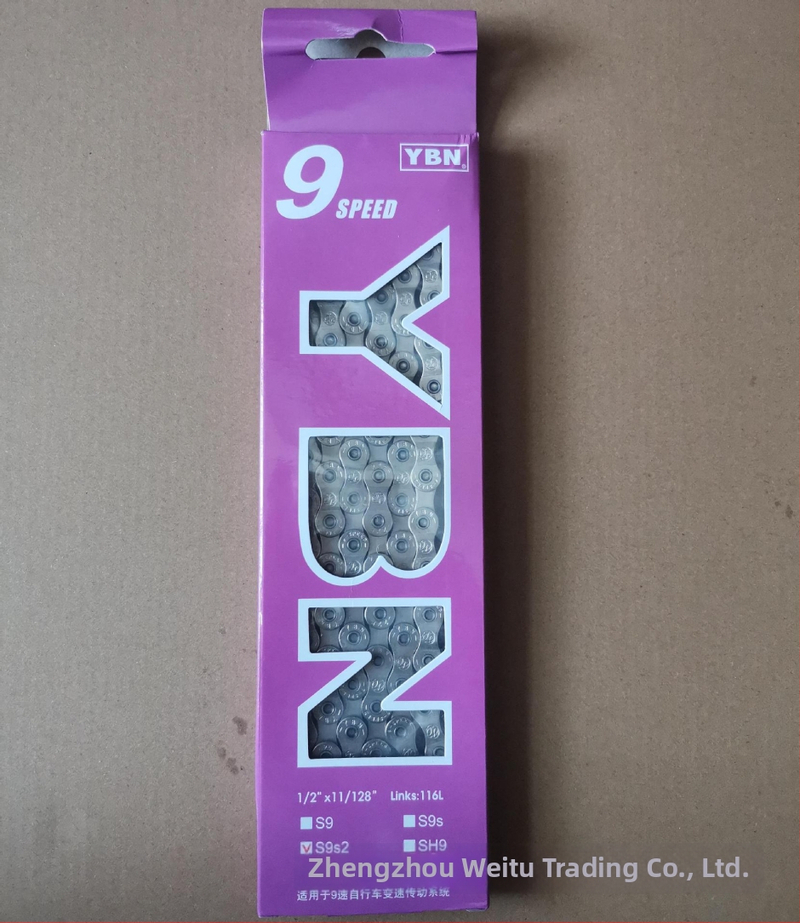 YBN
9 SPEED
YBN
1/2" x11/128" Links:116L
S9 S9s
S9s2 SH9
Zhengzhou Weitu Trading Co., Ltd.
适用于9速自行车变速传动系统